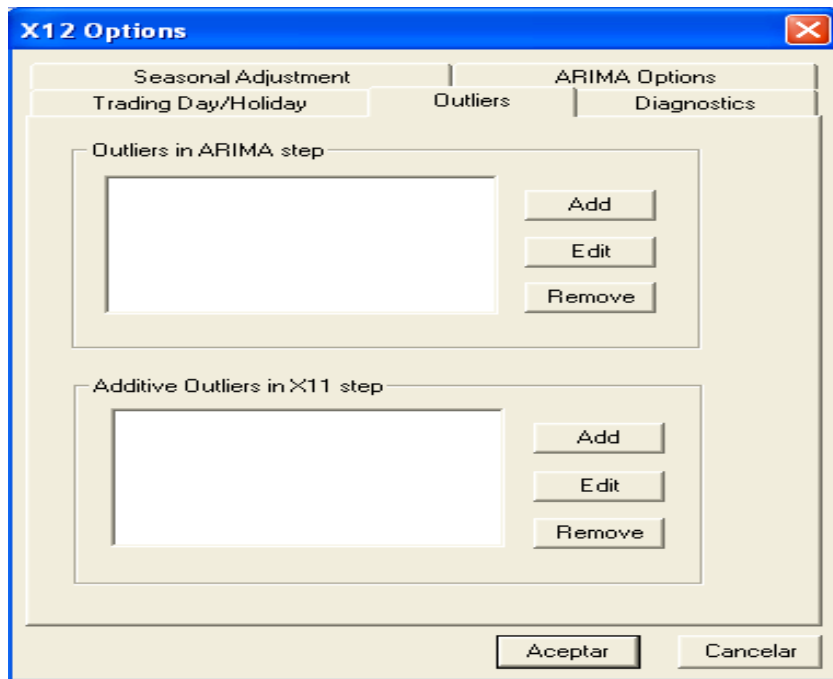 X12 Options
Seasonal Adjustment
ARIMA Options
Trading Day/Holiday
Outliers
Diagnostics
Outliers in ARIMA step
Add
Edit
Remove
Additive Outliers in X11 step
Add
Edit
Remove
Aceptar
Cancelar